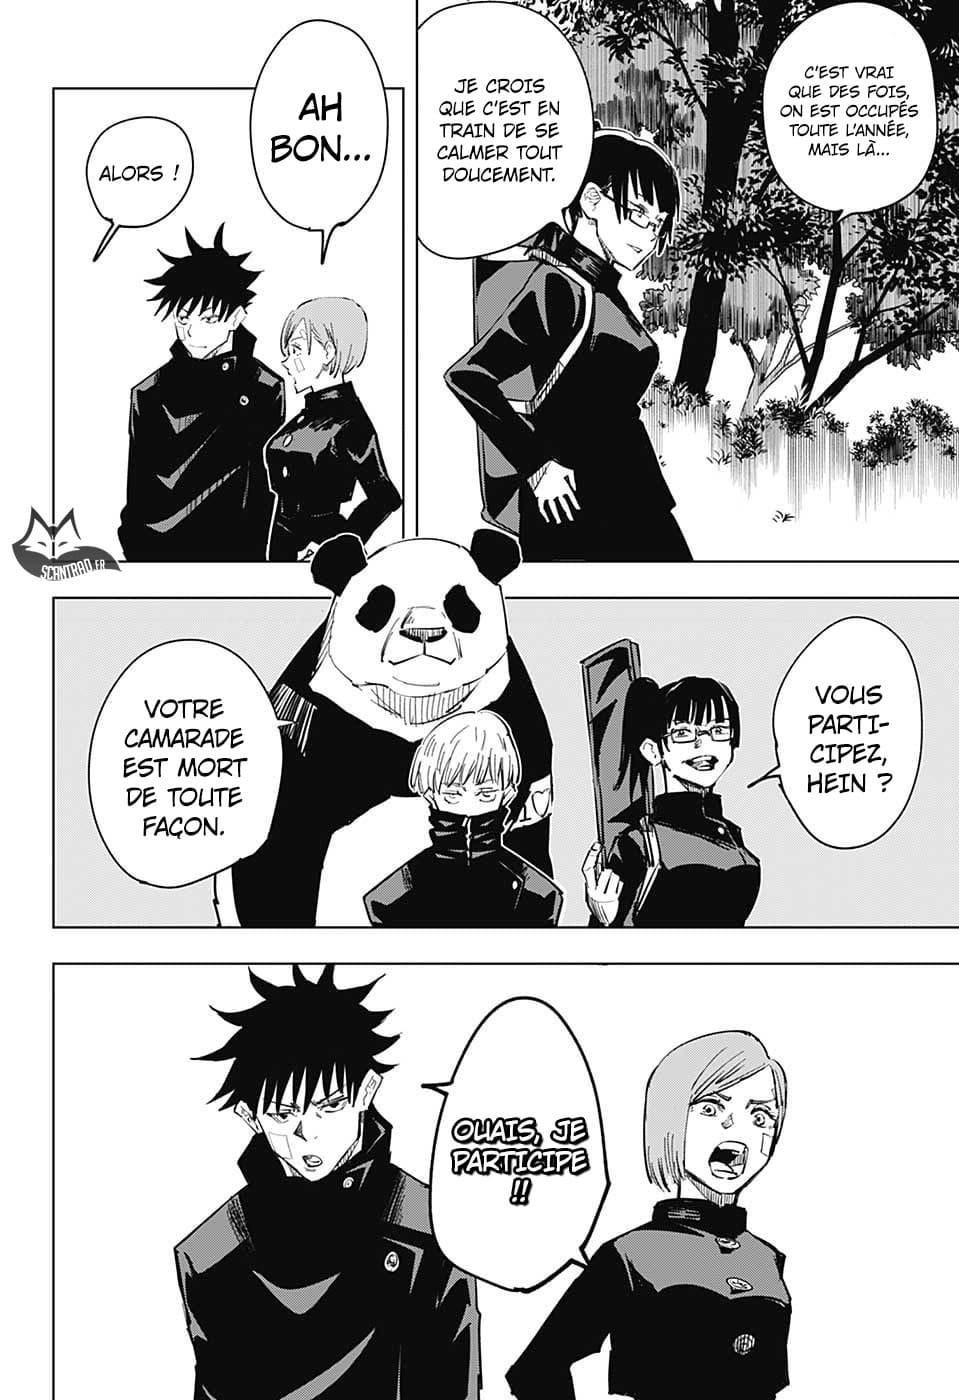 C'EST VRAI
QUE DES FOIS,
ON EST OCCUPÉS
TOUTE L'ANNÉE,
MAIS LÀ...
JE CROIS
QUE C'EST EN
TRAIN DE SE
CALMER TOUT
DOUCEMENT.
AH
BON...
ALORS !
SCANTRAD.FR
VOUS
PARTI-
CIPEZ,
HEIN ?
VOTRE
CAMARADE
EST MORT
DE TOUTE
FAÇON.
OUAIS, JE
PARTICIPE
!!